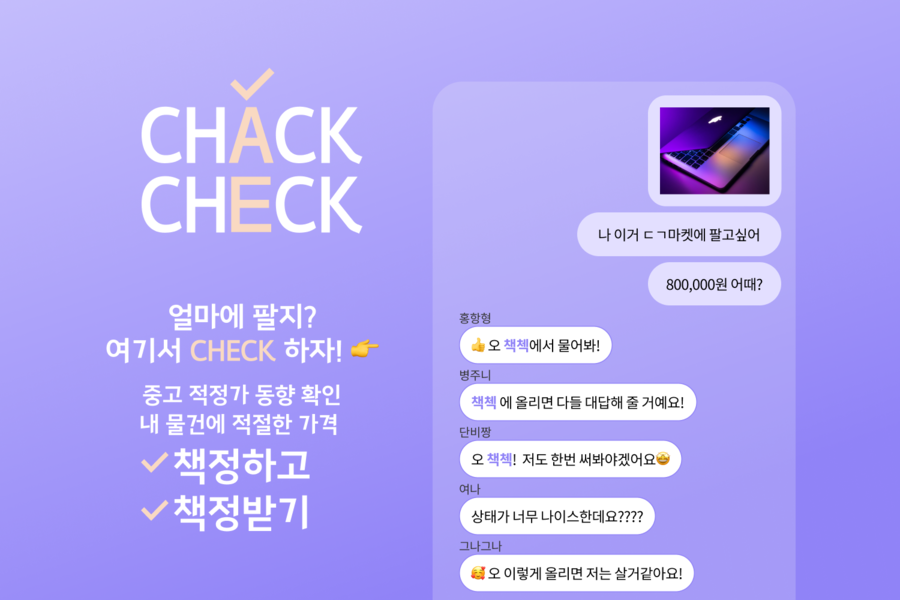 CHACK
CHECK
얼마에 팔지?
여기서 CHECK 하자! 👉
중고 적정가 동향 확인
내 물건에 적절한 가격
책정하고
책정받기
나 이거 ㄷㄱ마켓에 팔고싶어
800,000원 어때?
홍항형
👍 오 책첵에서 물어봐!
병주니
책첵 에 올리면 다들 대답해 줄 거예요!
단비짱
오 책첵! 저도 한번 써봐야겠어요🤩
여나
상태가 너무 나이스한데요????
그나그나
🥰 오 이렇게 올리면 저는 살거같아요!